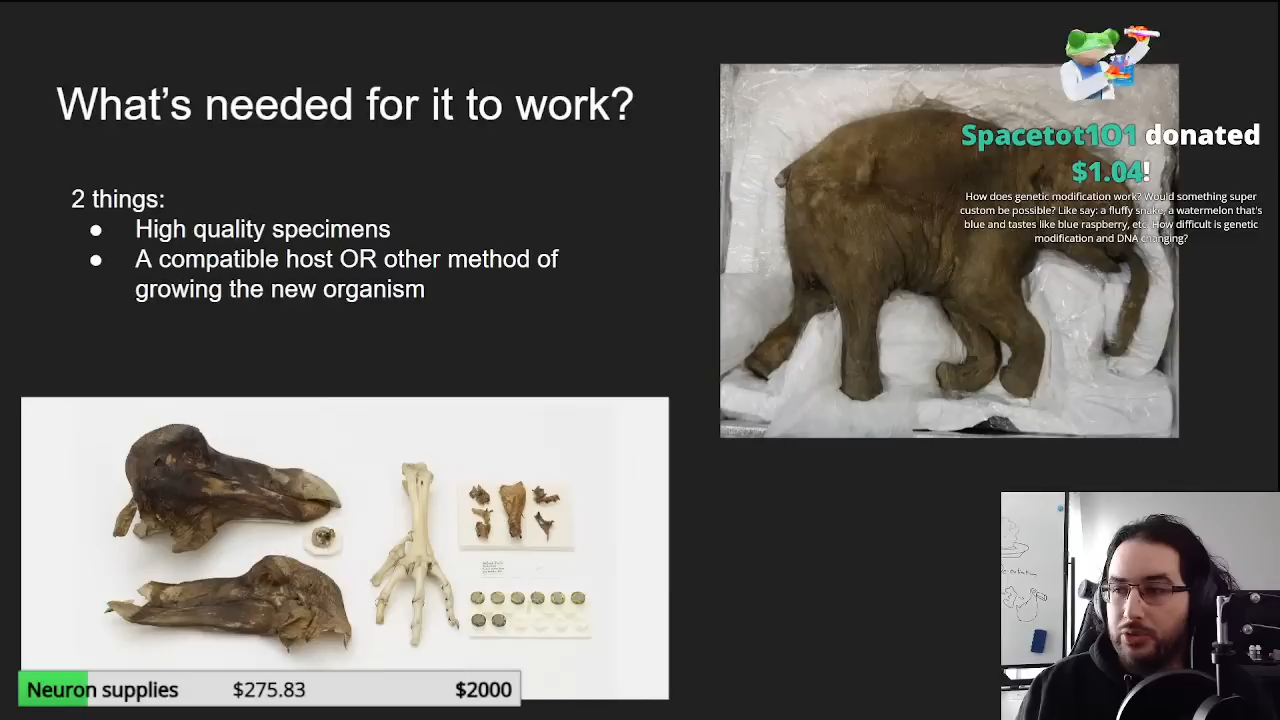 What's needed for it to work?
2 things:
● High quality specimens
● A compatible host OR other method of
growing the new organism
Spacetot1O1 donated
$1.04!
How does genetic modification work? Would something super
custom be possible? Like say: a fluffy snake, a watermelon that's
blue and tastes like blue raspberry, etc. How difficult is genetic
modification and DNA changing?
Neuron supplies $275.83 $2000